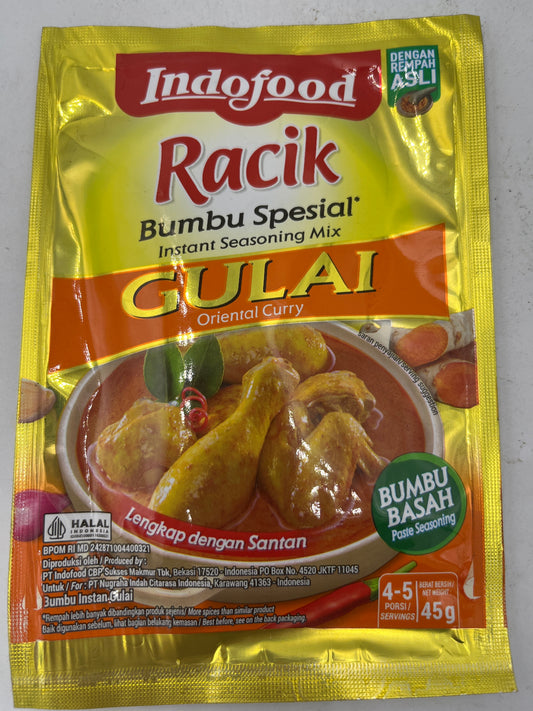 Indofood
DENGAN
REMPAH
ASLI
Racik
Bumbu Spesial*
Instant Seasoning Mix
GULAI
Oriental Curry
saran penyajian/serving suggestion
BUMBU
BASAH
Paste Seasoning
Lengkap dengan Santan
HALAL
INDONESIA
BPOM RI MD 242871004400321
Diproduksi oleh / Produced by :
PT Indofood CBP Sukses Makmur Tbk, Bekasi 17520 - Indonesia PO Box No. 4520 JKTF 11045
Untuk / For : PT Nugraha Indah Citarasa Indonesia, Karawang 41363 - Indonesia
Bumbu Instan Gulai
*Rempah lebih banyak dibandingkan produk sejenis/ More spices than similar product
Baik digunakan sebelum, lihat bagian belakang kemasan / Best before, see on the back packaging.
4-5
PORSI/
SERVINGS
BERAT BERSIH/
NET WEIGHT
45g